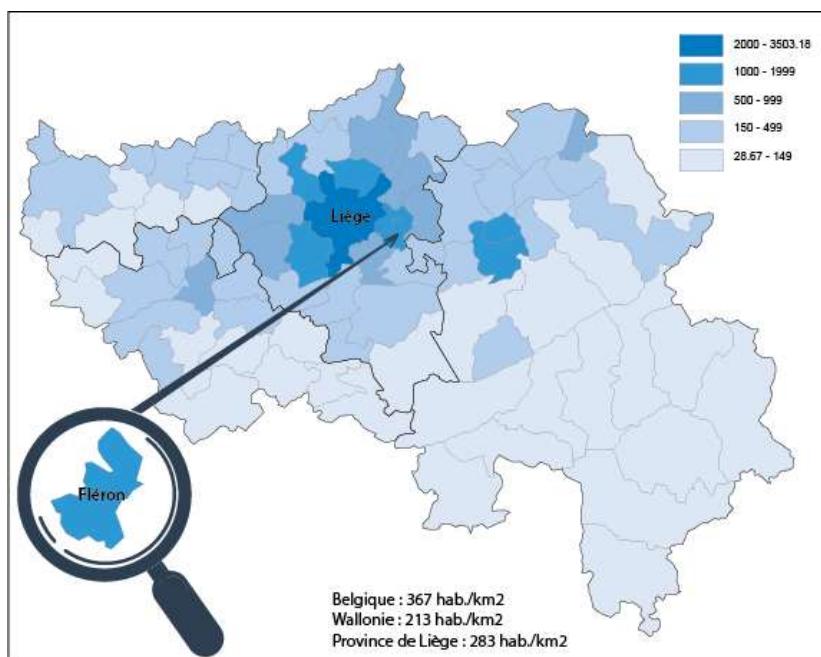 2000 - 3503.18
1000 - 1999
500 - 999
150 - 499
28.67 - 149
Liège
Fléron
Belgique : 367 hab./km2
Wallonie : 213 hab./km2
Province de Liège : 283 hab./km2